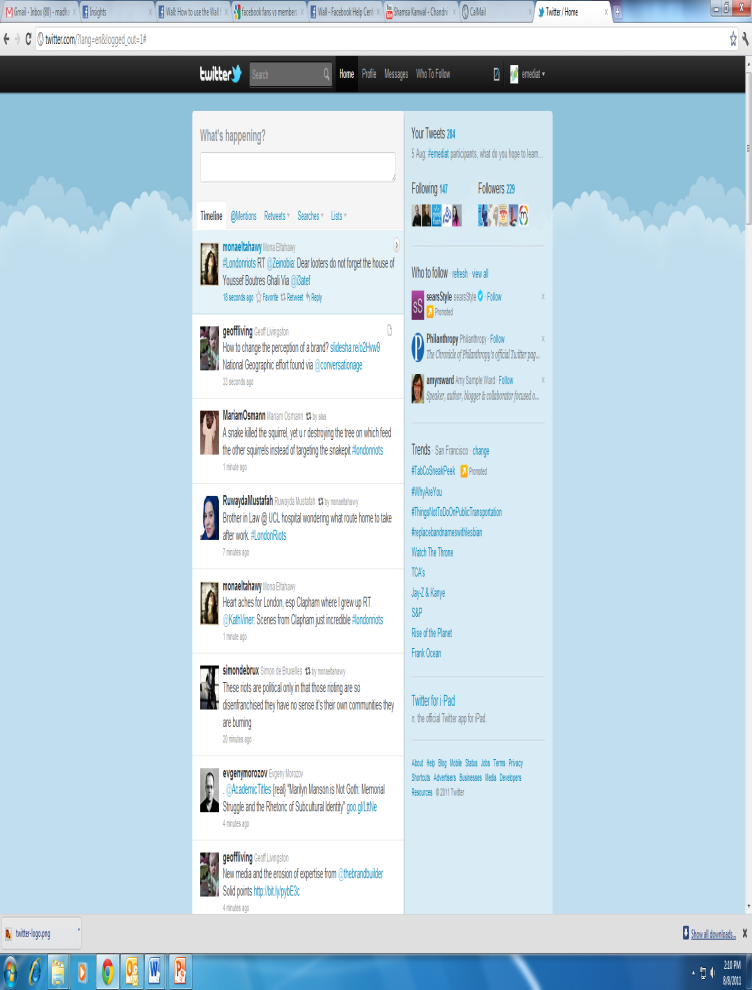 Gmail - Inbox (80) - madhe
Insights
Wall: How to use the Wall f
facebook fans vs members
Wall - Facebook Help Cent
Shamsa Kanwal - Chandni
CalMail
Twitter / Home
twitter.com/?lang=en&logged_out=1#
twitter
Search
Home Profile Messages Who To Follow
emediat
What's happening?
Timeline @Mentions Retweets Searches Lists
monaeltahawy Mona Eltahawy
#Londonriots RT @Zeinobia: Dear looters do not forget the house of
Youssef Boutros Ghali Via @i3atef
18 seconds ago Favorite Retweet Reply
geoffliving Geoff Livingston
How to change the perception of a brand? slidesha.re/o2Hvw9
National Geographic effort found via @conversationage
33 seconds ago
MariamOsmann Mariam Osmann by
A snake killed the squirrel, yet u r destroying the tree on which feed
the other squirrels instead of targeting the snakepit #londonriots
1 minute ago
RuwaydaMustafah Ruwayda Mustafah by monaeltahawy
Brother in Law @ UCL hospital wondering what route home to take
after work. #LondonRiots
7 minutes ago
monaeltahawy Mona Eltahawy
Heart aches for London, esp Clapham where I grew up RT
@KathViner: Scenes from Clapham just incredible #londonriots
1 minute ago
simondebrux Simon de Bruxelles by monaeltahawy
These riots are political only in that those rioting are so
disenfranchised they have no sense it's their own communities they
are burning
20 minutes ago
evgenymorozov Evgeny Morozov
. @AcademicTitles {real} "Marilyn Manson is Not Goth: Memorial
Struggle and the Rhetoric of Subcultural Identity" goo.gl/LttNe
4 minutes ago
geoffliving Geoff Livingston
New media and the erosion of expertise from @thebrandbuilder
Solid points http://bit.ly/pybE3c
4 minutes ago
Your Tweets 284
5 Aug: #emediat participants, what do you hope to learn...
Following 147 Followers 229
Who to follow · refresh · view all
searsStyle searsStyle · Follow
Promoted
Philanthropy Philanthropy · Follow
The Chronicle of Philanthropy's official Twitter pag...
amyrsward Amy Sample Ward · Follow
Speaker, author, blogger & collaborator focused o...
Trends · San Francisco · change
#TabCoSneakPeek Promoted
#WhyAreYou
#ThingsNotToDoOnPublicTransportation
#replacebandnameswithlesbian
Watch The Throne
TCA's
Jay-Z & Kanye
S&P
Rise of the Planet
Frank Ocean
Twitter for iPad
n. the official Twitter app for iPad.
About Help Blog Mobile Status Jobs Terms Privacy
Shortcuts Advertisers Businesses Media Developers
Resources © 2011 Twitter
twitter-logo.png
Show all downloads...
2:10 PM
8/8/2011